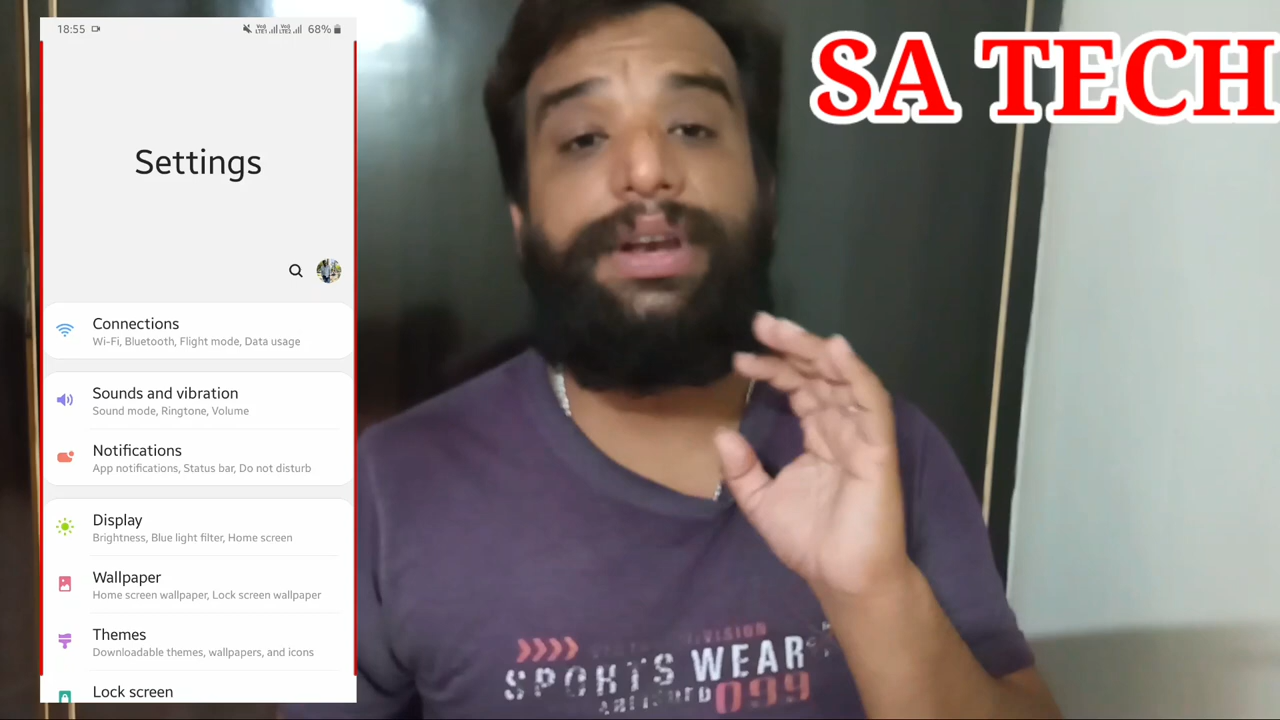 18:55
68%
SA TECH
Settings
Connections
Wi-Fi, Bluetooth, Flight mode, Data usage
Sounds and vibration
Sound mode, Ringtone, Volume
Notifications
App notifications, Status bar, Do not disturb
Display
Brightness, Blue light filter, Home screen
Wallpaper
Home screen wallpaper, Lock screen wallpaper
Themes
Downloadable themes, wallpapers, and icons
Lock screen
SPORTS WEAR
099